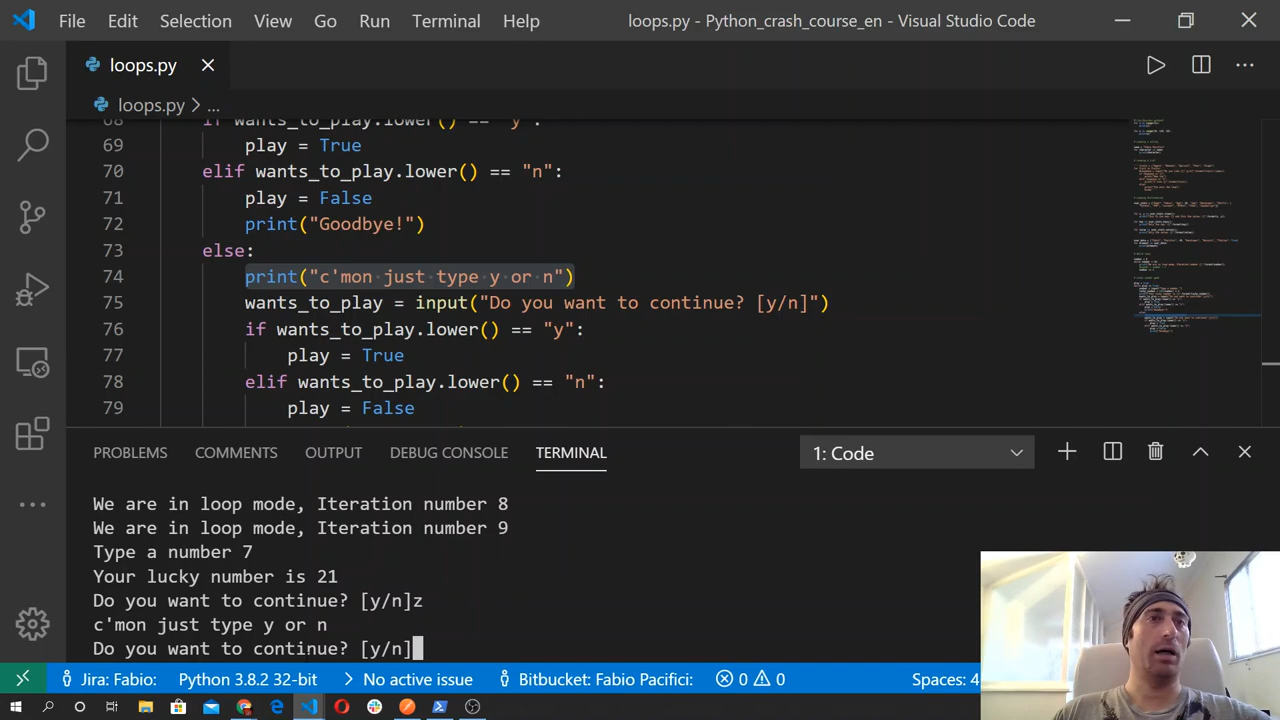 File Edit Selection View Go Run Terminal Help loops.py - Python_crash_course_en - Visual Studio Code
loops.py
loops.py > ...
68 if wants_to_play.lower() == "y":
69 play = True
70 elif wants_to_play.lower() == "n":
71 play = False
72 print("Goodbye!")
73 else:
74 print("c'mon just type y or n")
75 wants_to_play = input("Do you want to continue? [y/n]")
76 if wants_to_play.lower() == "y":
77 play = True
78 elif wants_to_play.lower() == "n":
79 play = False
PROBLEMS COMMENTS OUTPUT DEBUG CONSOLE TERMINAL 1: Code
We are in loop mode, Iteration number 8
We are in loop mode, Iteration number 9
Type a number 7
Your lucky number is 21
Do you want to continue? [y/n]z
c'mon just type y or n
Do you want to continue? [y/n]
Jira: Fabio: Python 3.8.2 32-bit No active issue Bitbucket: Fabio Pacifici: 0 0 Spaces: 4